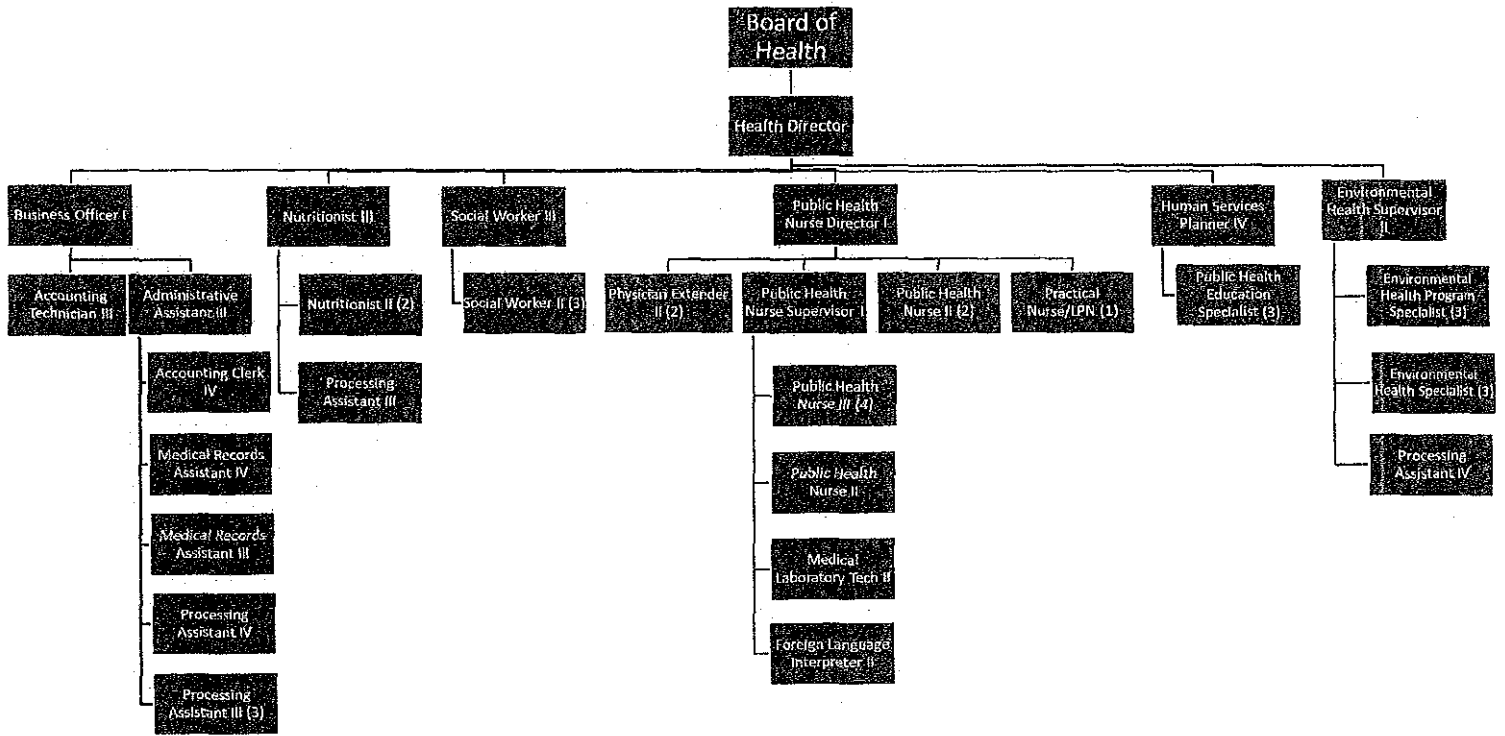 Board of
Health
Health Director
Business Officer I
Nutritionist III
Social Worker III
Public Health
Nurse Director I
Human Services
Planner IV
Environmental
Health Supervisor
II
Accounting
Technician III
Administrative
Assistant III
Accounting Clerk
IV
Medical Records
Assistant IV
Medical Records
Assistant III
Processing
Assistant IV
Processing
Assistant III (3)
Nutritionist II (2)
Processing
Assistant III
Social Worker II (3)
Physician Extender
II (2)
Public Health
Nurse Supervisor I
Public Health
Nurse II (2)
Practical
Nurse/LPN (1)
Public Health
Nurse III (4)
Public Health
Nurse II
Medical
Laboratory Tech II
Foreign Language
Interpreter II
Public Health
Education
Specialist (3)
Environmental
Health Program
Specialist (3)
Environmental
Health Specialist (3)
Processing
Assistant IV